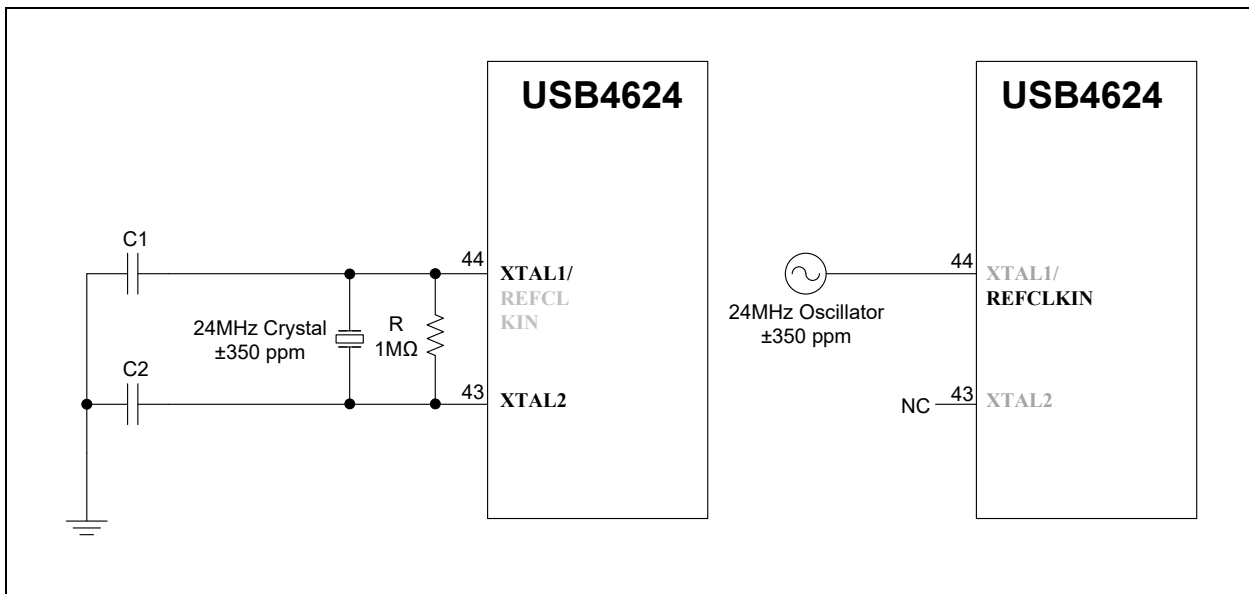 USB4624
C1
44
XTAL1/
REFCL
KIN
24MHz Crystal
±350 ppm
R
1MΩ
C2
43
XTAL2
USB4624
44
XTAL1/
REFCLKIN
24MHz Oscillator
±350 ppm
NC
43
XTAL2